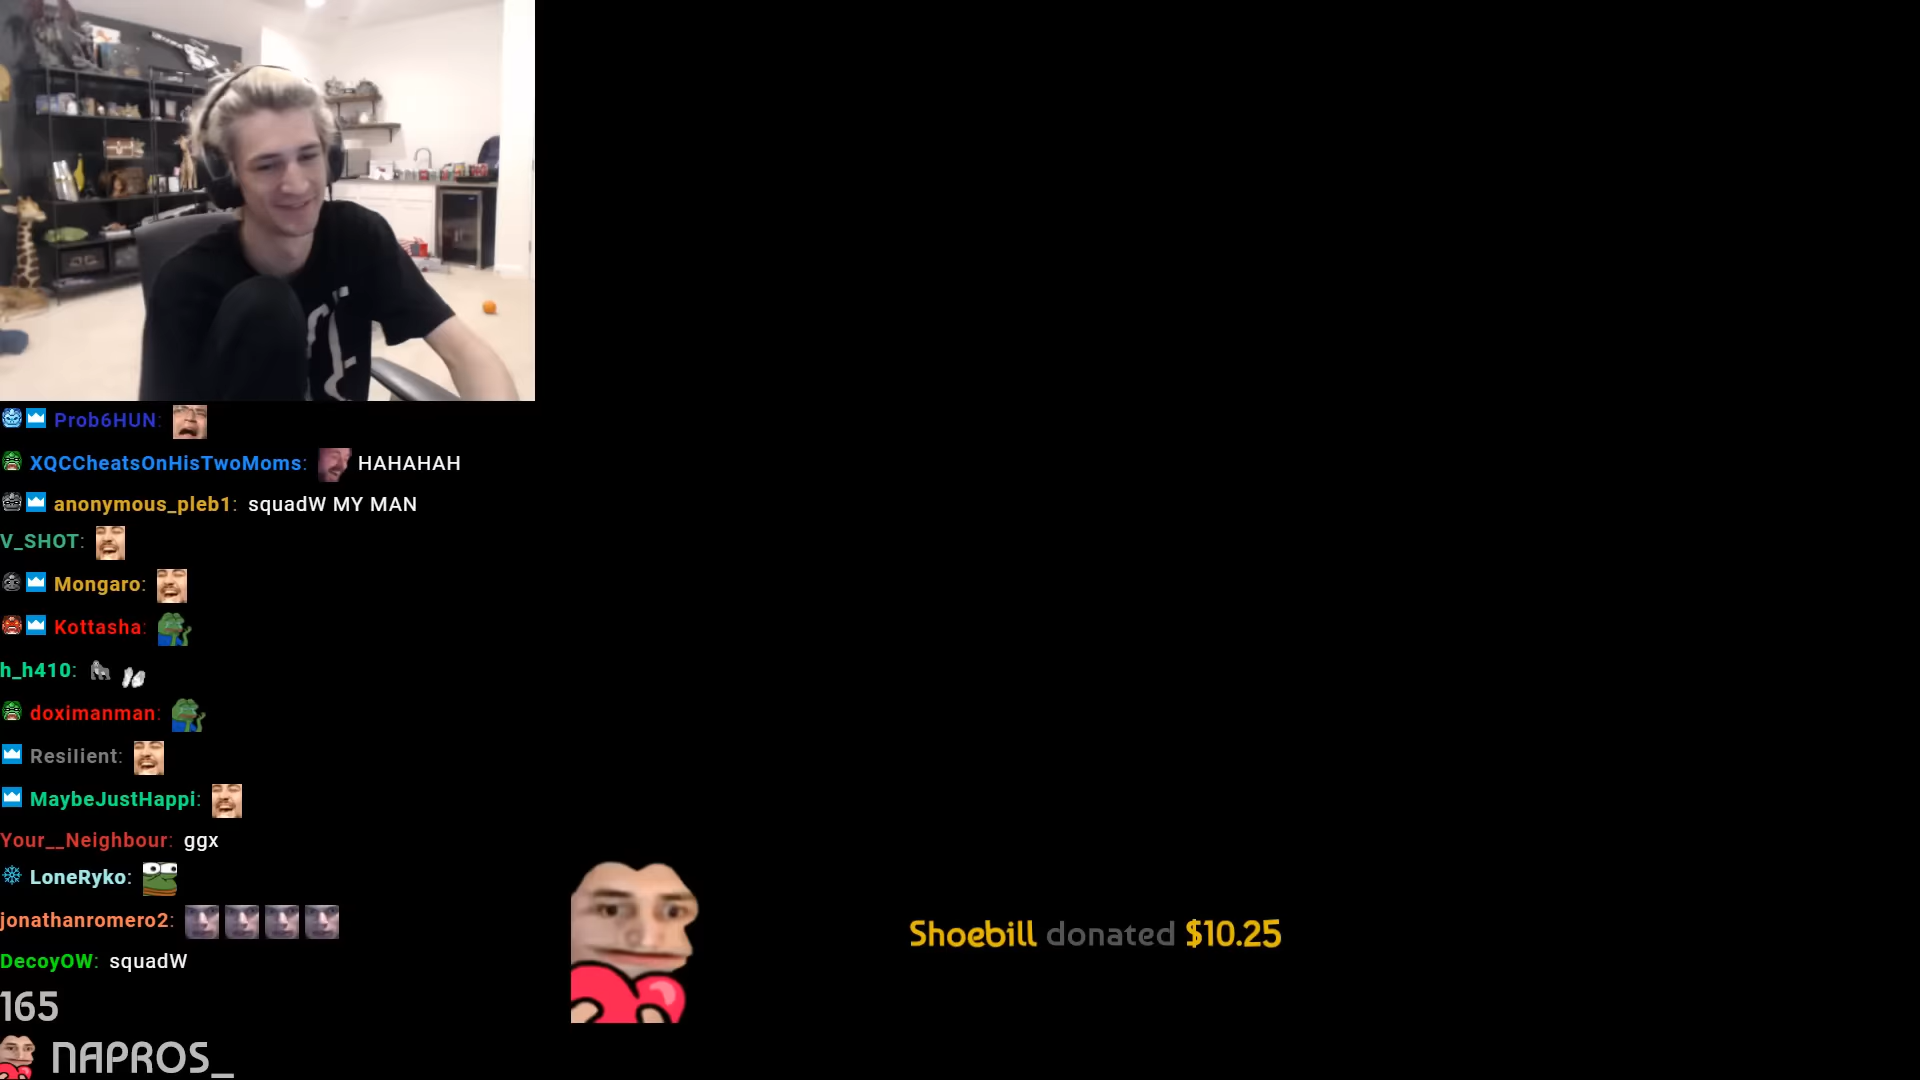 Prob6HUN:
XQCCheatsOnHisTwoMoms: HAHAHAH
anonymous_pleb1: squadW MY MAN
V_SHOT:
Mongaro:
Kottasha:
h_h410:
doximanman:
Resilient:
MaybeJustHappi:
Your__Neighbour: ggx
LoneRyko:
jonathanromero2:
DecoyOW: squadW
165
NAPROS_
Shoebill donated $10.25